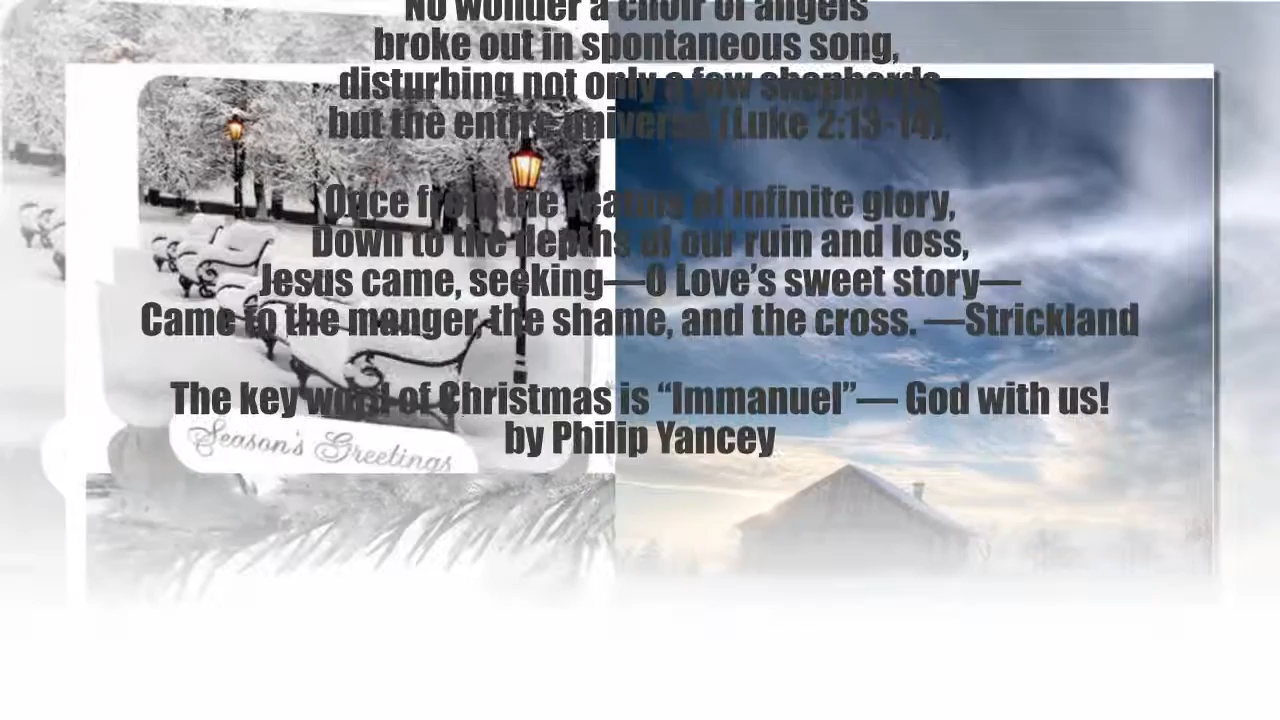 No wonder a choir of angels
broke out in spontaneous song,
disturbing not only a few shepherds
but the entire universe (Luke 2:13-14).
Once from the realms of infinite glory,
Down to the depths of our ruin and loss,
Jesus came, seeking—O Love’s sweet story—
Came to the manger, the shame, and the cross. —Strickland
The key word of Christmas is “Immanuel”— God with us!
by Philip Yancey
Season's Greetings